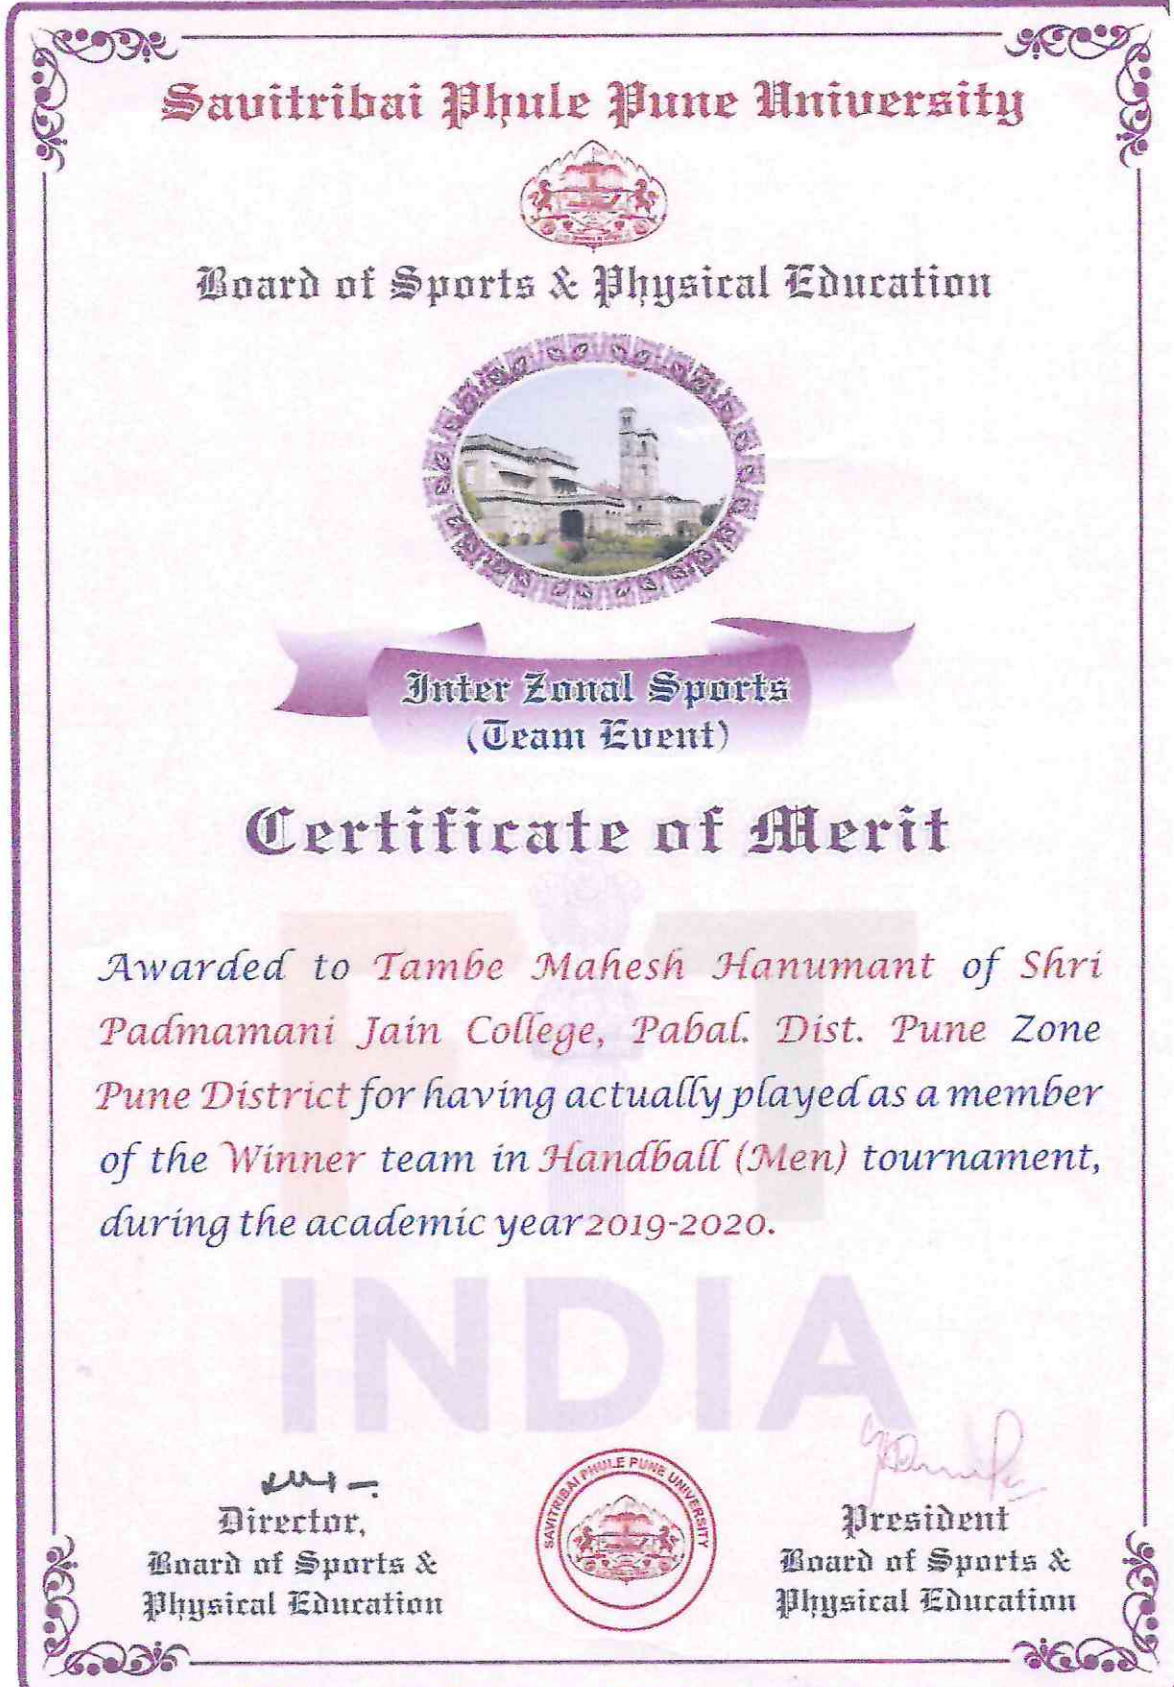 Savitribai Phule Pune University
Board of Sports & Physical Education
Inter Zonal Sports
(Team Event)
Certificate of Merit
Awarded to Tambe Mahesh Hanumant of Shri
Padmamani Jain College, Pabal. Dist. Pune Zone
Pune District for having actually played as a member
of the Winner team in Handball (Men) tournament,
during the academic year 2019-2020.
INDIA
Director,
Board of Sports &
Physical Education
SAVITRIBAI PHULE PUNE UNIVERSITY
President
Board of Sports &
Physical Education